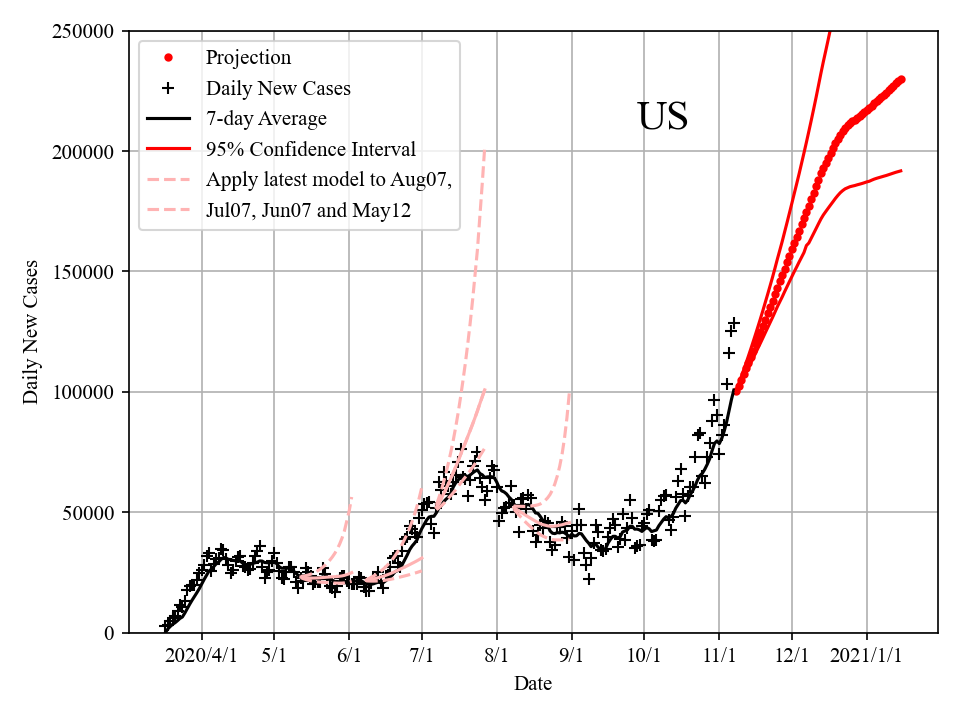 250000
200000
150000
100000
50000
0
Daily New Cases
Projection
Daily New Cases
7-day Average
95% Confidence Interval
Apply latest model to Aug07,
Jul07, Jun07 and May12
US
2020/4/1 5/1 6/1 7/1 8/1 9/1 10/1 11/1 12/1 2021/1/1
Date